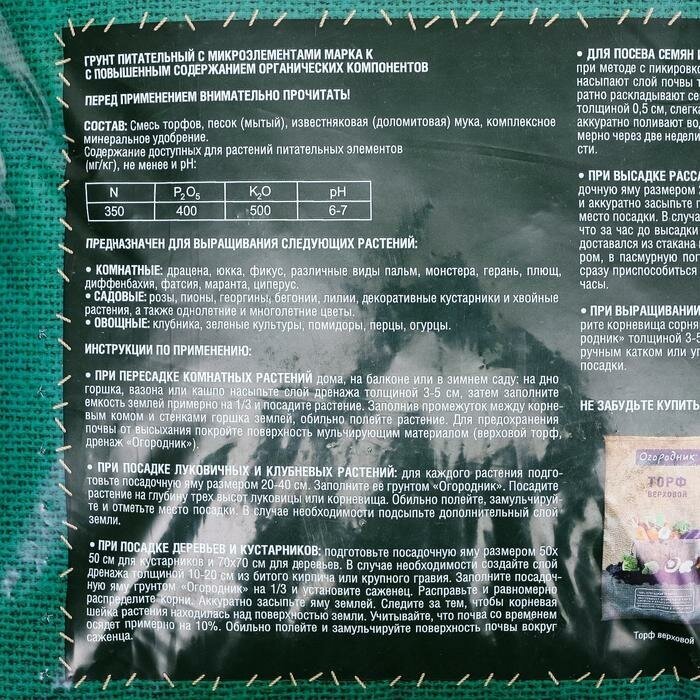 ГРУНТ ПИТАТЕЛЬНЫЙ С МИКРОЭЛЕМЕНТАМИ МАРКА К
С ПОВЫШЕННЫМ СОДЕРЖАНИЕМ ОРГАНИЧЕСКИХ КОМПОНЕНТОВ
ПЕРЕД ПРИМЕНЕНИЕМ ВНИМАТЕЛЬНО ПРОЧИТАТЬ!
СОСТАВ: Смесь торфов, песок (мытый), известняковая (доломитовая) мука, комплексное
минеральное удобрение.
Содержание доступных для растений питательных элементов
(мг/кг), не менее и pH:
N P2O5 K2O pH
350 400 500 6-7
ПРЕДНАЗНАЧЕН ДЛЯ ВЫРАЩИВАНИЯ СЛЕДУЮЩИХ РАСТЕНИЙ:
• КОМНАТНЫЕ: драцена, юкка, фикус, различные виды пальм, монстера, герань, плющ,
диффенбахия, фатсия, маранта, циперус.
• САДОВЫЕ: розы, пионы, георгины, бегонии, лилии, декоративные кустарники и хвойные
растения, а также однолетние и многолетние цветы.
• ОВОЩНЫЕ: клубника, зеленые культуры, помидоры, перцы, огурцы.
ИНСТРУКЦИИ ПО ПРИМЕНЕНИЮ:
• ПРИ ПЕРЕСАДКЕ КОМНАТНЫХ РАСТЕНИЙ дома, на балконе или в зимнем саду: на дно
горшка, вазона или кашпо насыпьте слой дренажа толщиной 3-5 см, затем заполните
емкость землей примерно на 1/3 и посадите растение. Заполнив промежуток между корне-
вым комом и стенками горшка землей, обильно полейте растение. Для предохранения
почвы от высыхания покройте поверхность мульчирующим материалом (верховой торф,
дренаж «Огородник»).
• ПРИ ПОСАДКЕ ЛУКОВИЧНЫХ И КЛУБНЕВЫХ РАСТЕНИЙ: для каждого растения подго-
товьте посадочную яму размером 20-40 см. Заполните ее грунтом «Огородник». Посадите
растение на глубину трех высот луковицы или корневища. Обильно полейте, замульчируй-
те и отметьте место посадки. В случае необходимости подсыпьте дополнительный слой
земли.
• ПРИ ПОСАДКЕ ДЕРЕВЬЕВ И КУСТАРНИКОВ: подготовьте посадочную яму размером 50х
50 см для кустарников и 70х70 см для деревьев. В случае необходимости создайте слой
дренажа толщиной 10-20 см из битого кирпича или крупного гравия. Заполните посадоч-
ную яму грунтом «Огородник» на 1/3 и установите саженец. Расправьте и равномерно
распределите корни. Аккуратно засыпьте яму землей. Следите за тем, чтобы корневая
шейка растения находилась над поверхностью земли. Учитывайте, что почва со временем
осядет примерно на 10%. Обильно полейте и замульчируйте поверхность почвы вокруг
саженца.
• ДЛЯ ПОСЕВА СЕМЯН
при методе с пикировко
насыпают слой почвы т
ратно раскладывают се
толщиной 0,5 см, слегка
аккуратно поливают во
мерно через две недели
сти.
• ПРИ ВЫСАДКЕ РАССА
дочную яму размером
и аккуратно засыпьте г
место посадки. В случа
что за час до высадки
доставался из стакана
ром, в пасмурную пог
сразу приспособиться
часы.
• ПРИ ВЫРАЩИВАНИИ
рите корневища сорня
родник» толщиной 3-5
ручным катком или у
посадки.
НЕ ЗАБУДЬТЕ КУПИТЬ
Огородник
ТОРФ
ВЕРХОВОЙ
Торф верховой